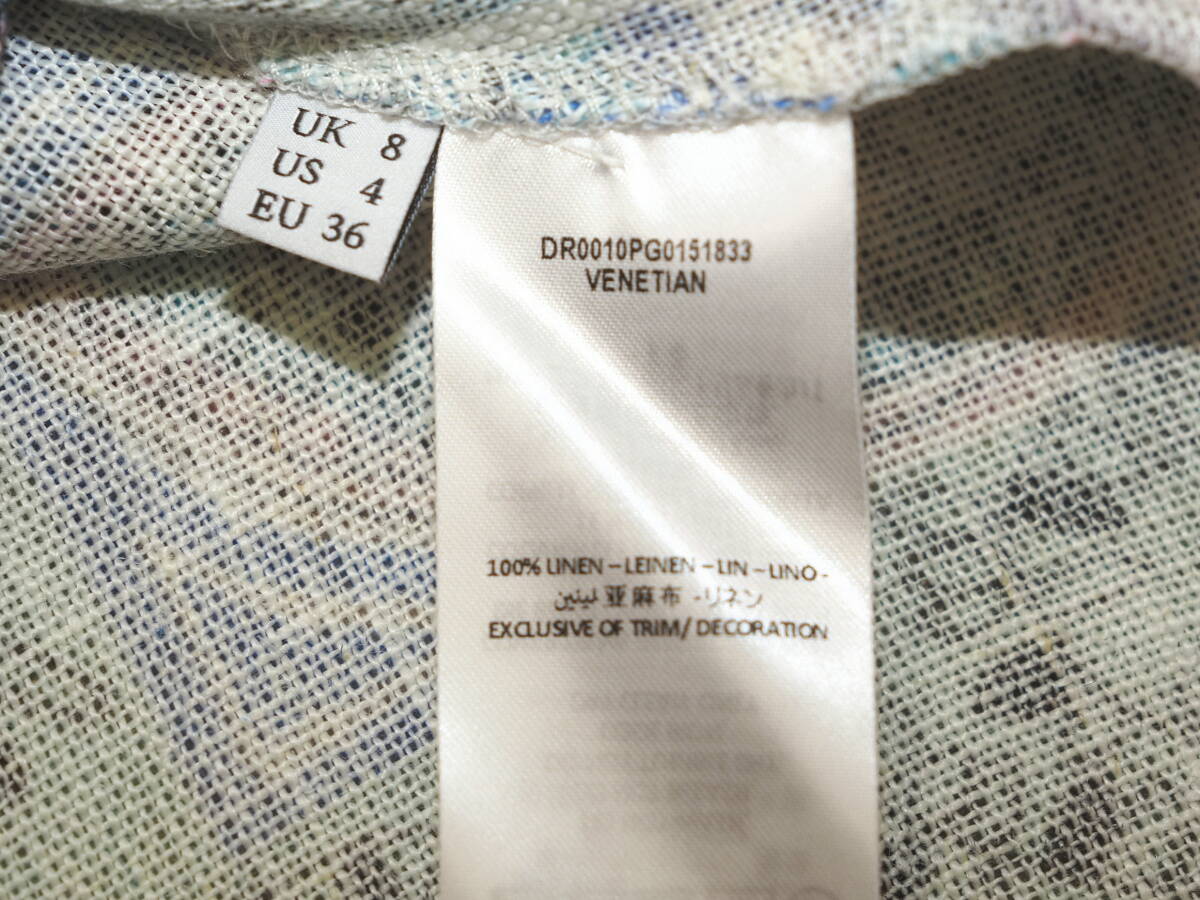 UK 8
US 4
EU 36
DR0010PG0151833
VENETIAN
100% LINEN – LEINEN – LIN – LINO -
لينين 亚麻布 - リネン
EXCLUSIVE OF TRIM/ DECORATION